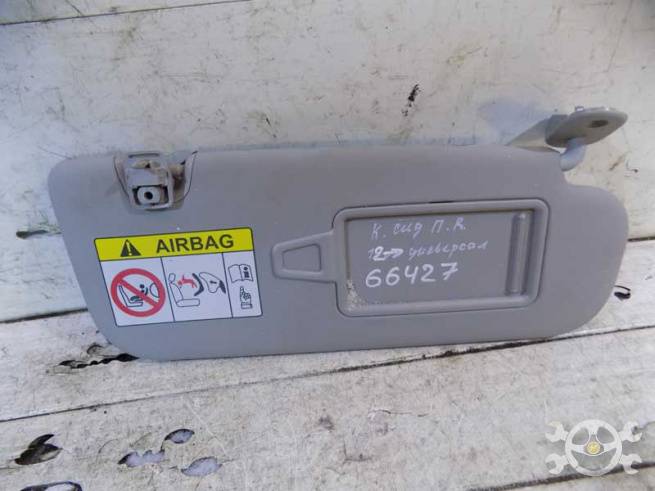 AIRBAG
К. сид П.R.
12-> универсал
66427